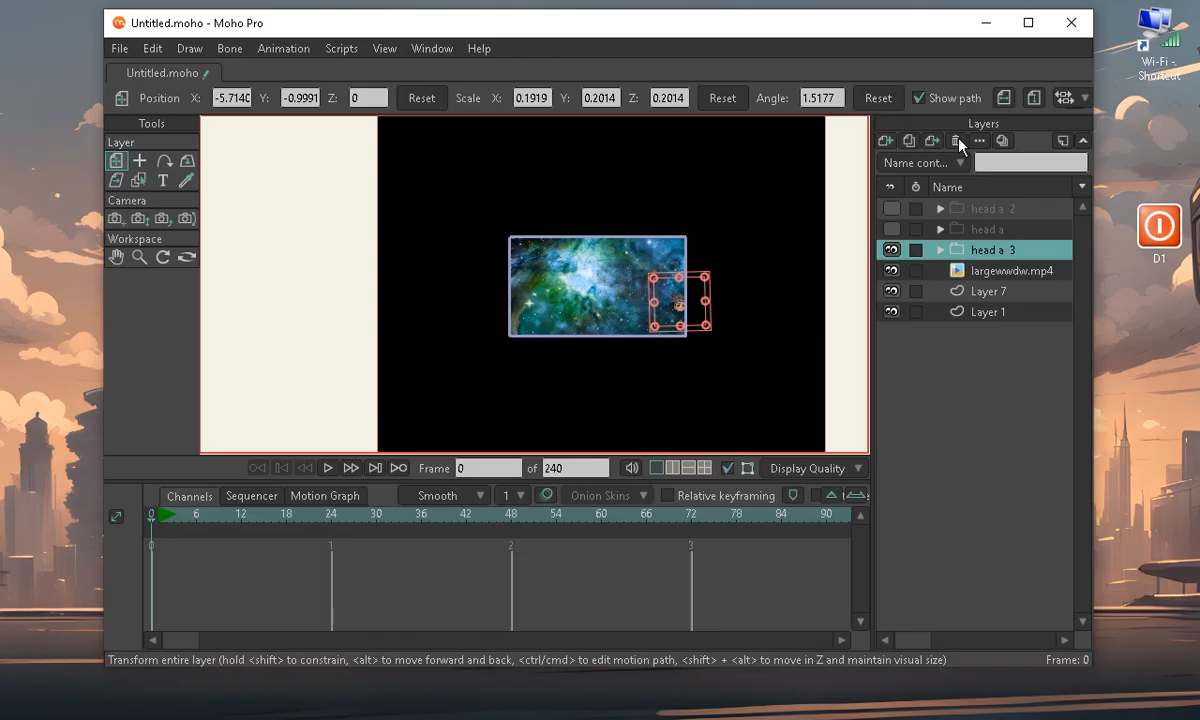 Untitled.moho - Moho Pro
File Edit Draw Bone Animation Scripts View Window Help
Untitled.moho
Position X: -5.7140 Y: -0.9991 Z: 0 Reset Scale X: 0.1919 Y: 0.2014 Z: 0.2014 Reset Angle: 1.5177 Reset Show path
Tools
Layer
Camera
Workspace
Layers
Name cont...
Name
head a 2
head a
head a 3
largewwdw.mp4
Layer 7
Layer 1
Frame 0 of 240 Display Quality
Channels Sequencer Motion Graph Smooth 1 Onion Skins Relative keyframing
0 6 12 18 24 30 36 42 48 54 60 66 72 78 84 90
0 1 2 3
Transform entire layer (hold <shift> to constrain, <alt> to move forward and back, <ctrl/cmd> to edit motion path, <shift> + <alt> to move in Z and maintain visual size) Frame: 0
Wi-Fi -
Shortcut
D1